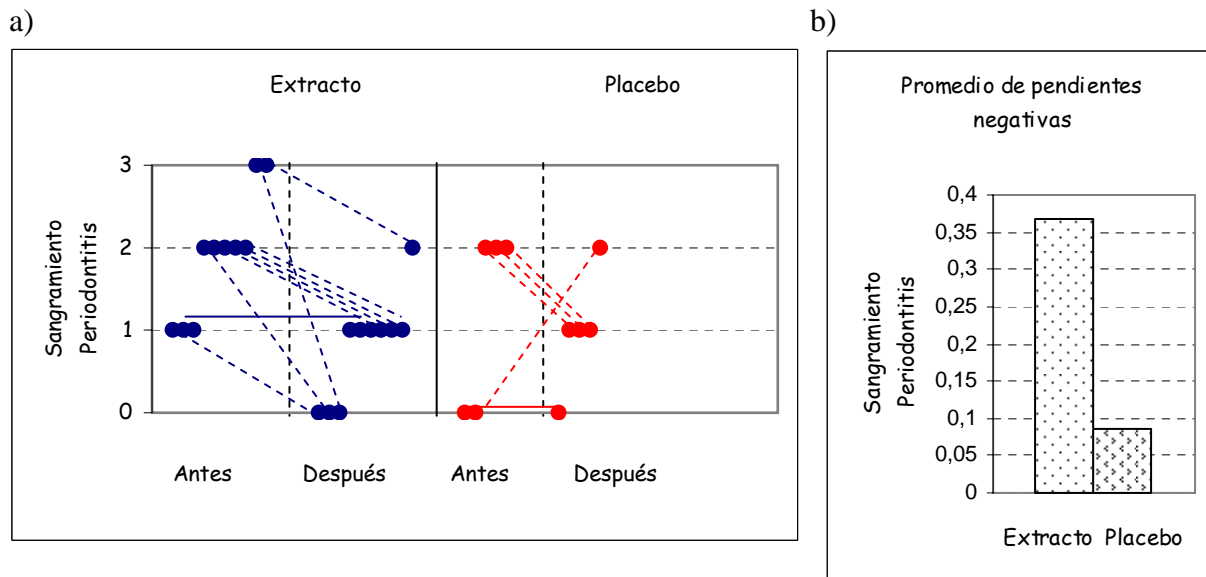 a)
b)
Extracto
Placebo
Sangramiento
Periodontitis
3
2
1
0
Antes
Después
Antes
Después
Promedio de pendientes
negativas
Sangramiento
Periodontitis
0,4
0,35
0,3
0,25
0,2
0,15
0,1
0,05
0
Extracto Placebo